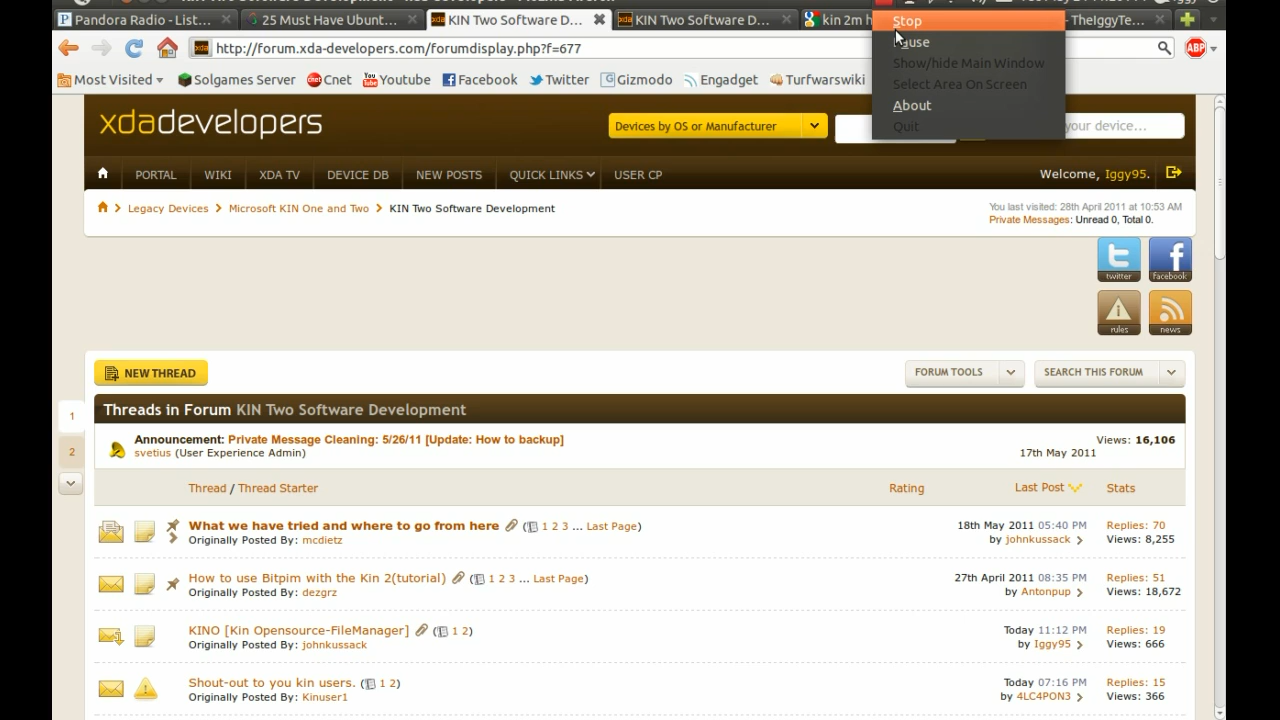 Pandora Radio - List...
25 Must Have Ubunt...
KIN Two Software D...
KIN Two Software D...
kin 2m h
- TheIggyTe...
Stop
Pause
Show/hide Main Window
Select Area On Screen
About
Quit
http://forum.xda-developers.com/forumdisplay.php?f=677
ABP
Most Visited
Solgames Server
Cnet
Youtube
Facebook
Twitter
Gizmodo
Engadget
Turfwarswiki
xdadevelopers
Devices by OS or Manufacturer
your device...
PORTAL
WIKI
XDA TV
DEVICE DB
NEW POSTS
QUICK LINKS
USER CP
Welcome, Iggy95.
Legacy Devices
Microsoft KIN One and Two
KIN Two Software Development
You last visited: 28th April 2011 at 10:53 AM
Private Messages: Unread 0, Total 0.
twitter
facebook
rules
news
NEW THREAD
FORUM TOOLS
SEARCH THIS FORUM
1
2
Threads in Forum KIN Two Software Development
Announcement: Private Message Cleaning: 5/26/11 [Update: How to backup]
Views: 16,106
svetius (User Experience Admin)
17th May 2011
Thread / Thread Starter
Rating
Last Post
Stats
What we have tried and where to go from here ( 1 2 3 ... Last Page)
18th May 2011 05:40 PM
Replies: 70
Originally Posted By: mcdietz
by johnkussack
Views: 8,255
How to use Bitpim with the Kin 2(tutorial) ( 1 2 3 ... Last Page)
27th April 2011 08:35 PM
Replies: 51
Originally Posted By: dezgrz
by Antonpup
Views: 18,672
KINO [Kin Opensource-FileManager] ( 1 2)
Today 11:12 PM
Replies: 19
Originally Posted By: johnkussack
by Iggy95
Views: 666
Shout-out to you kin users. ( 1 2)
Today 07:16 PM
Replies: 15
Originally Posted By: Kinuser1
by 4LC4PON3
Views: 366